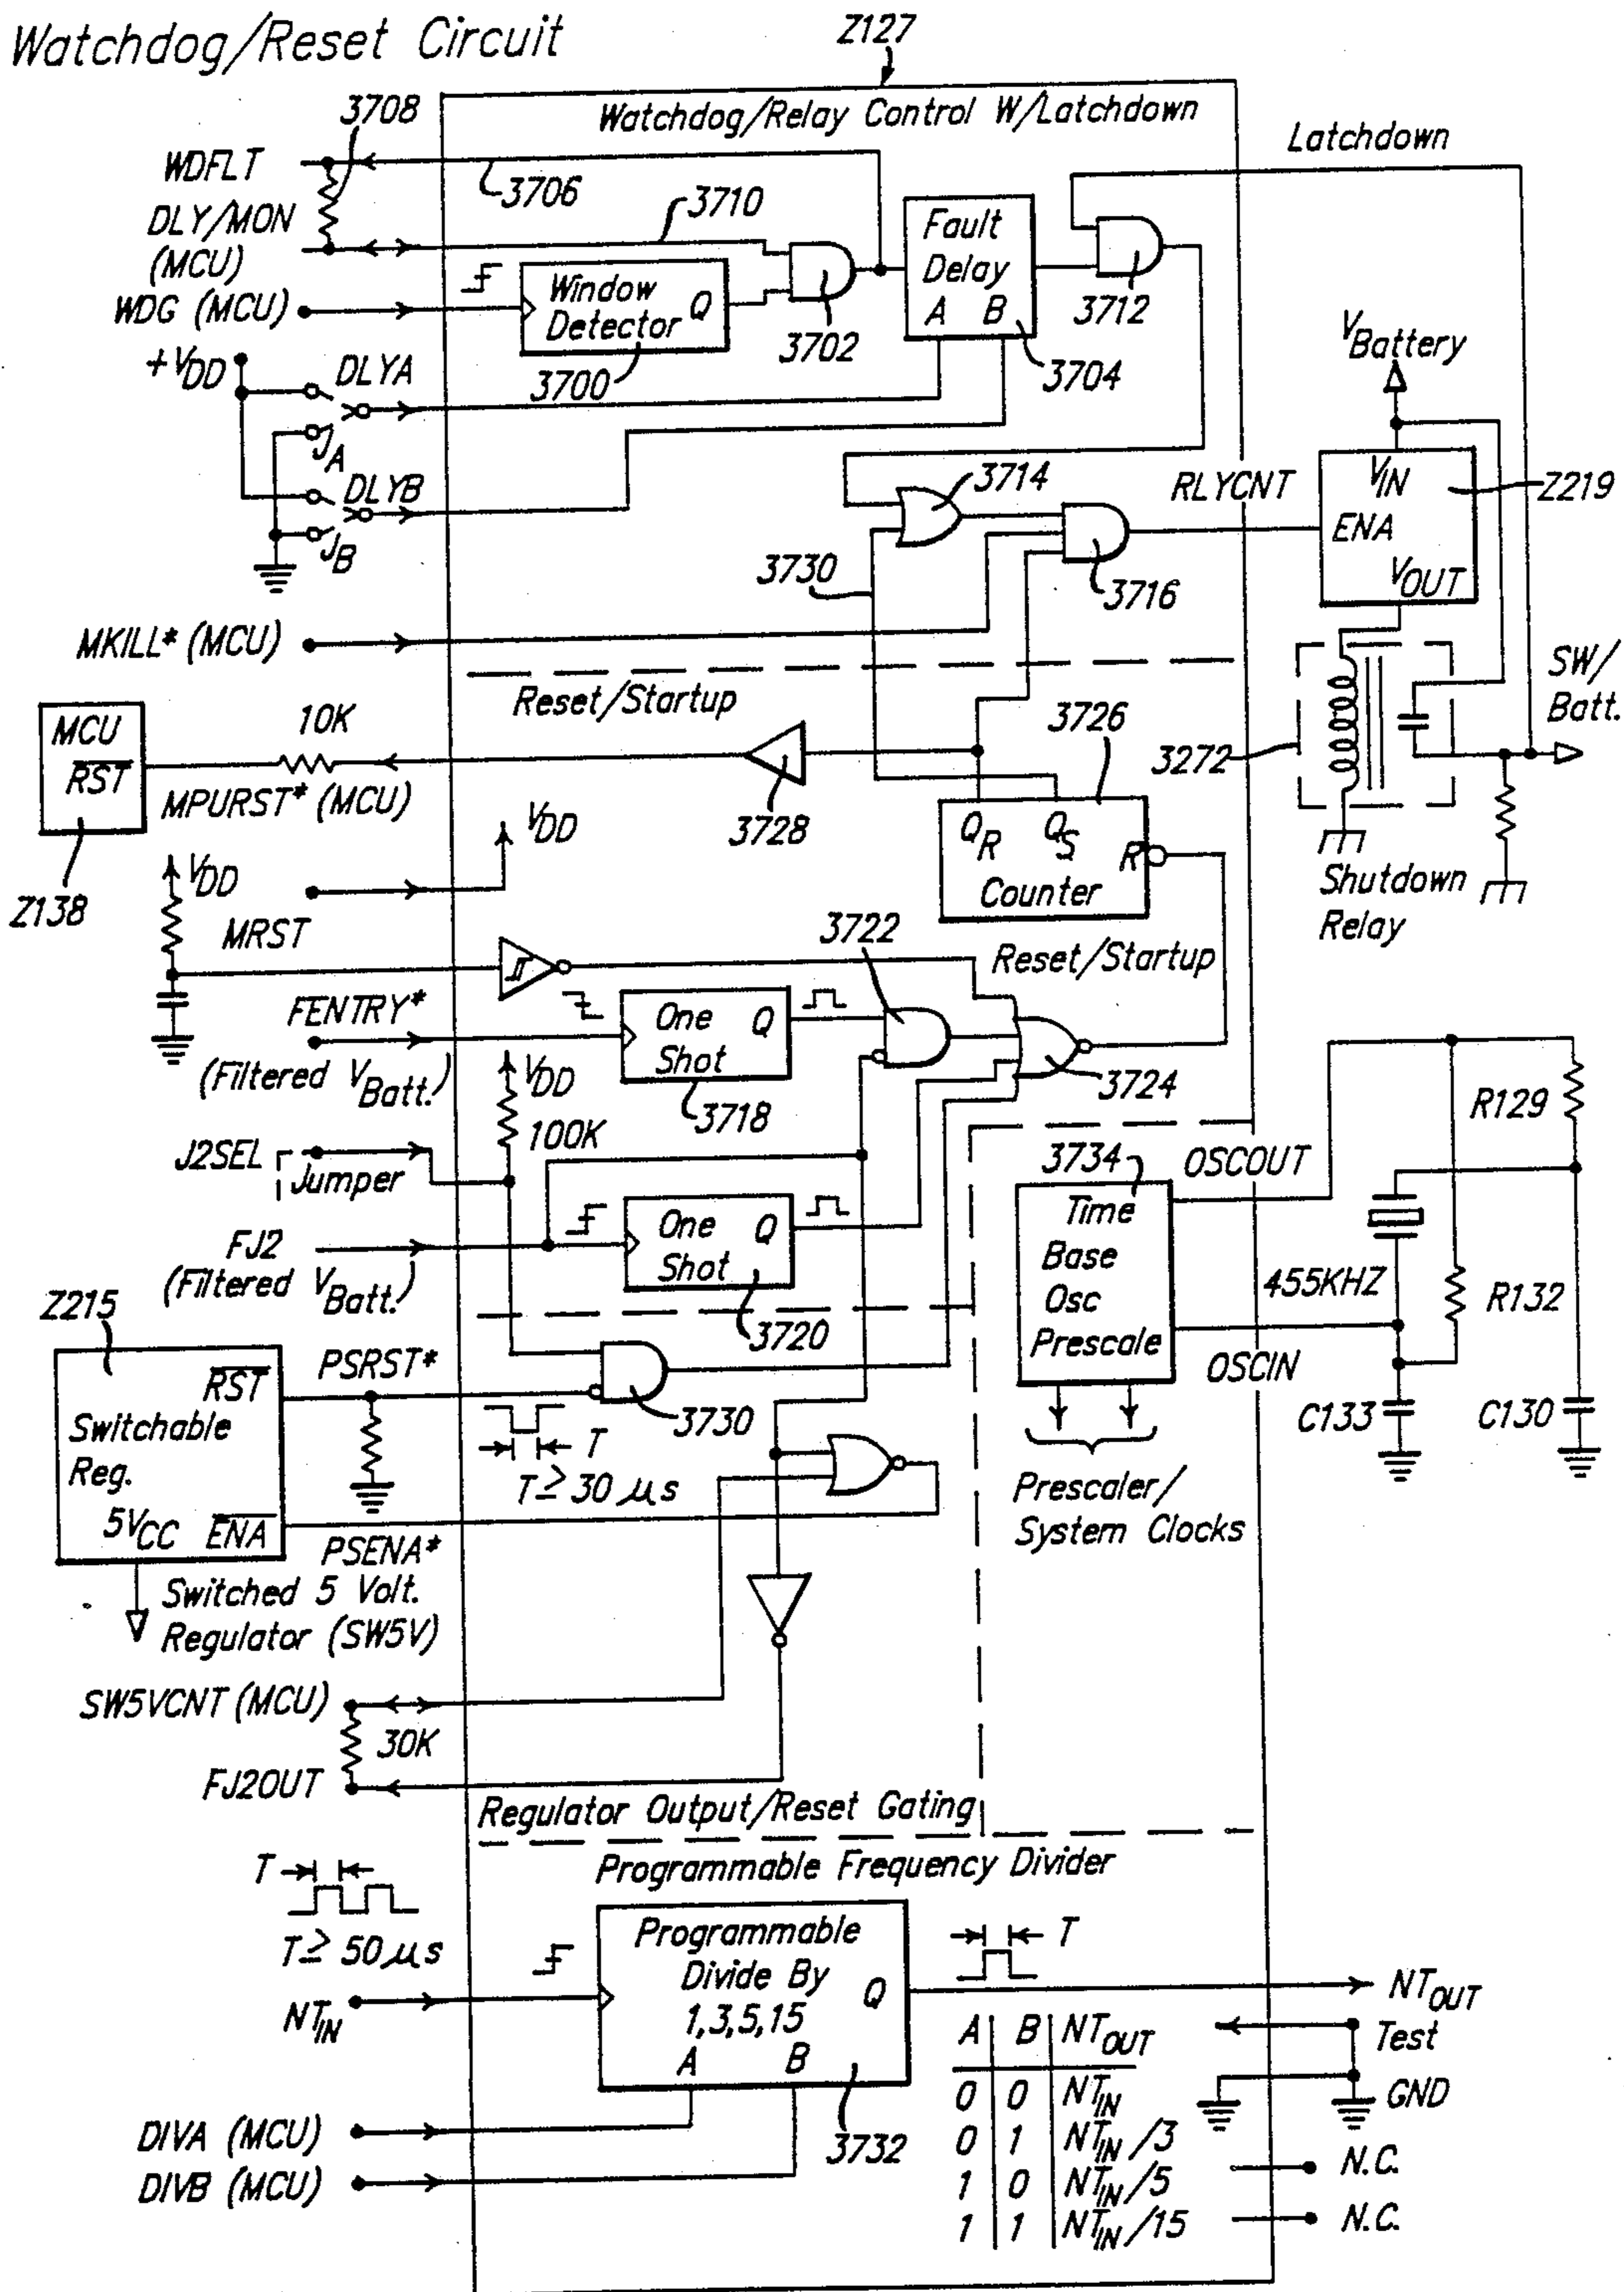 Watchdog/Reset Circuit
Z127
3708
Watchdog/Relay Control W/Latchdown
Latchdown
WDFLT
3706
3710
DLY/MON
(MCU)
Fault
Delay
A B
3712
WDG (MCU)
Window
Detector Q
3702
3700
3704
VBattery
+VDD
DLYA
JA
DLYB
JB
3714
RLYCNT
VIN
ENA
VOUT
Z219
3730
3716
MKILL* (MCU)
Reset/Startup
SW/
Batt.
MCU
RST
10K
3726
3272
MPURST* (MCU)
3728
QR QS
R
Counter
VDD
Z138
VDD
Shutdown
Relay
MRST
3722
Reset/Startup
FENTRY*
(Filtered VBatt.)
One
Shot
Q
3718
3724
VDD
100K
R129
J2SEL
Jumper
3734
OSCOUT
FJ2
(Filtered VBatt.)
One
Shot
Q
3720
Time
Base
Osc
Prescale
455KHZ
R132
OSCIN
Z215
RST
Switchable
Reg.
5VCC ENA
PSRST*
3730
T
T ≥ 30 μs
C133
C130
Prescaler/
System Clocks
PSENA*
Switched 5 Volt.
Regulator (SW5V)
SW5VCNT (MCU)
30K
FJ2OUT
Regulator Output/Reset Gating
Programmable Frequency Divider
T
T ≥ 50 μs
Programmable
Divide By
1,3,5,15
Q
A B
T
NTIN
NTOUT
A B NTOUT
0 0 NTIN
0 1 NTIN/3
1 0 NTIN/5
1 1 NTIN/15
Test
GND
3732
N.C.
N.C.
DIVA (MCU)
DIVB (MCU)